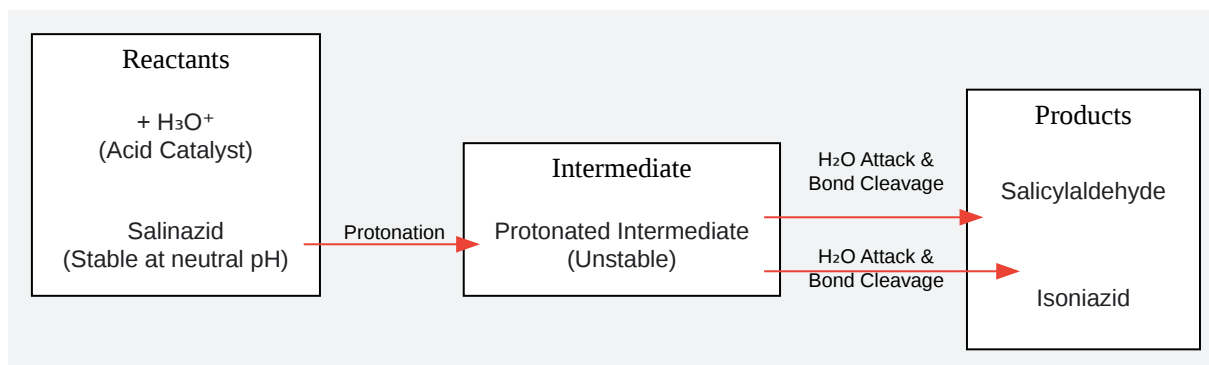 Reactants
+ H₃O⁺
(Acid Catalyst)
Salinazid
(Stable at neutral pH)
Protonation
Intermediate
Protonated Intermediate
(Unstable)
H₂O Attack &
Bond Cleavage
H₂O Attack &
Bond Cleavage
Products
Salicylaldehyde
Isoniazid